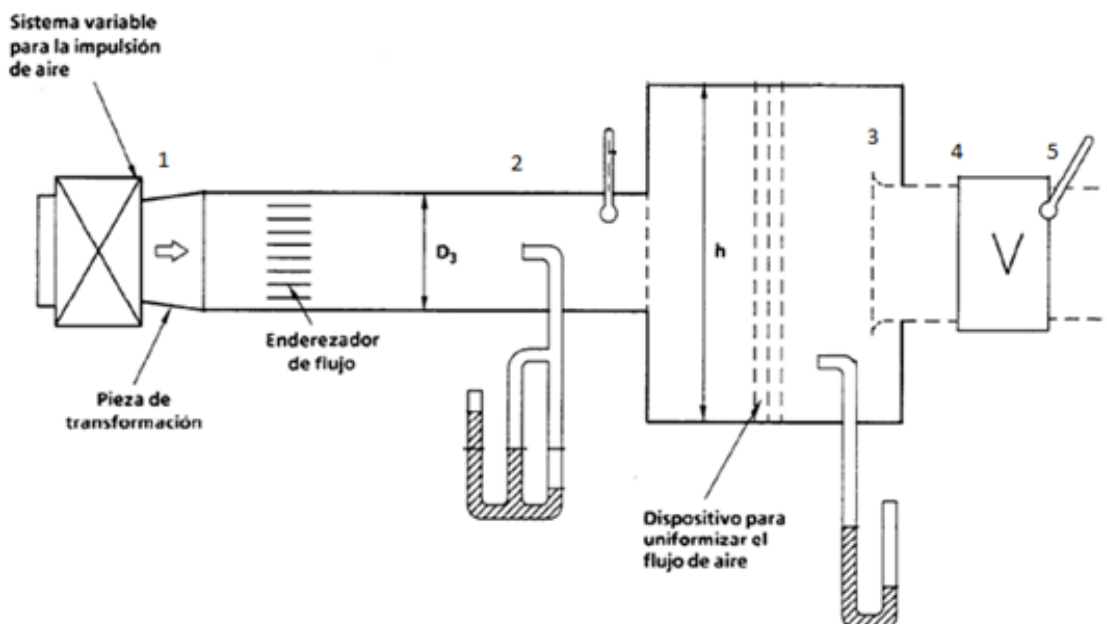 Sistema variable
para la impulsión
de aire
1
2
3
4
5
D₃
h
V
Enderezador
de flujo
Pieza de
transformación
Dispositivo para
uniformizar el
flujo de aire